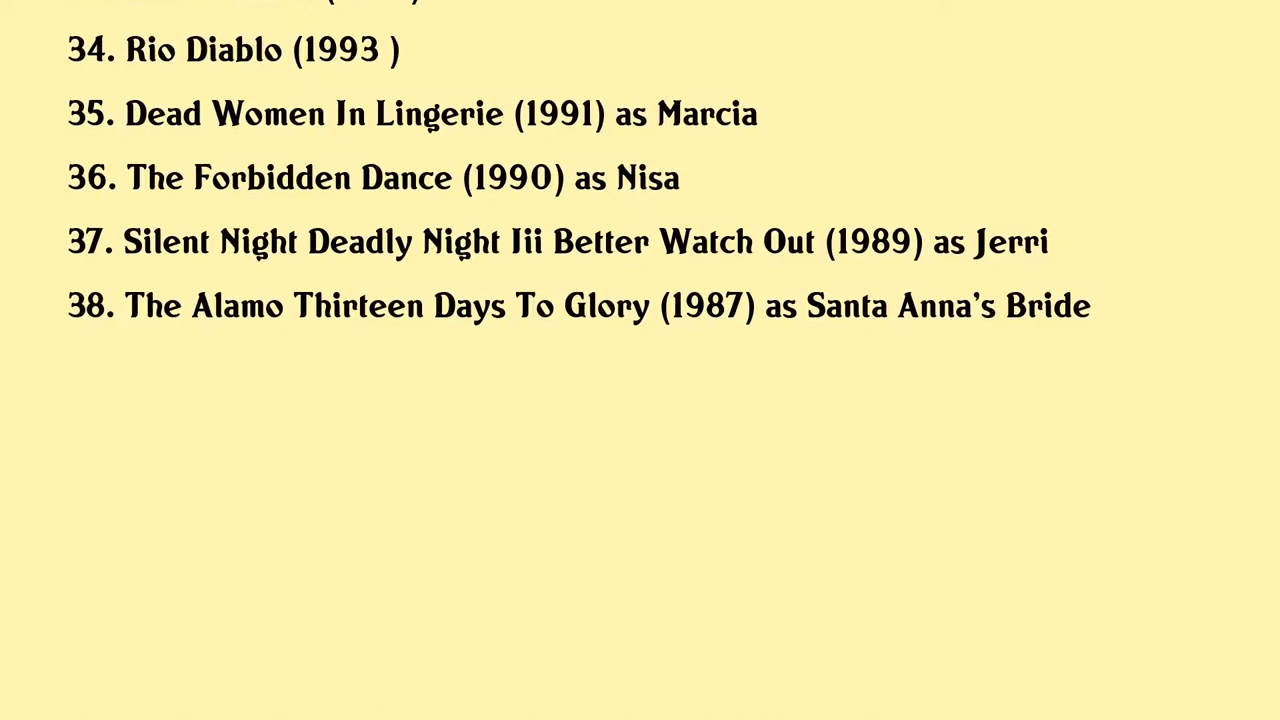 34. Rio Diablo (1993 )
35. Dead Women In Lingerie (1991) as Marcia
36. The Forbidden Dance (1990) as Nisa
37. Silent Night Deadly Night Iii Better Watch Out (1989) as Jerri
38. The Alamo Thirteen Days To Glory (1987) as Santa Anna's Bride